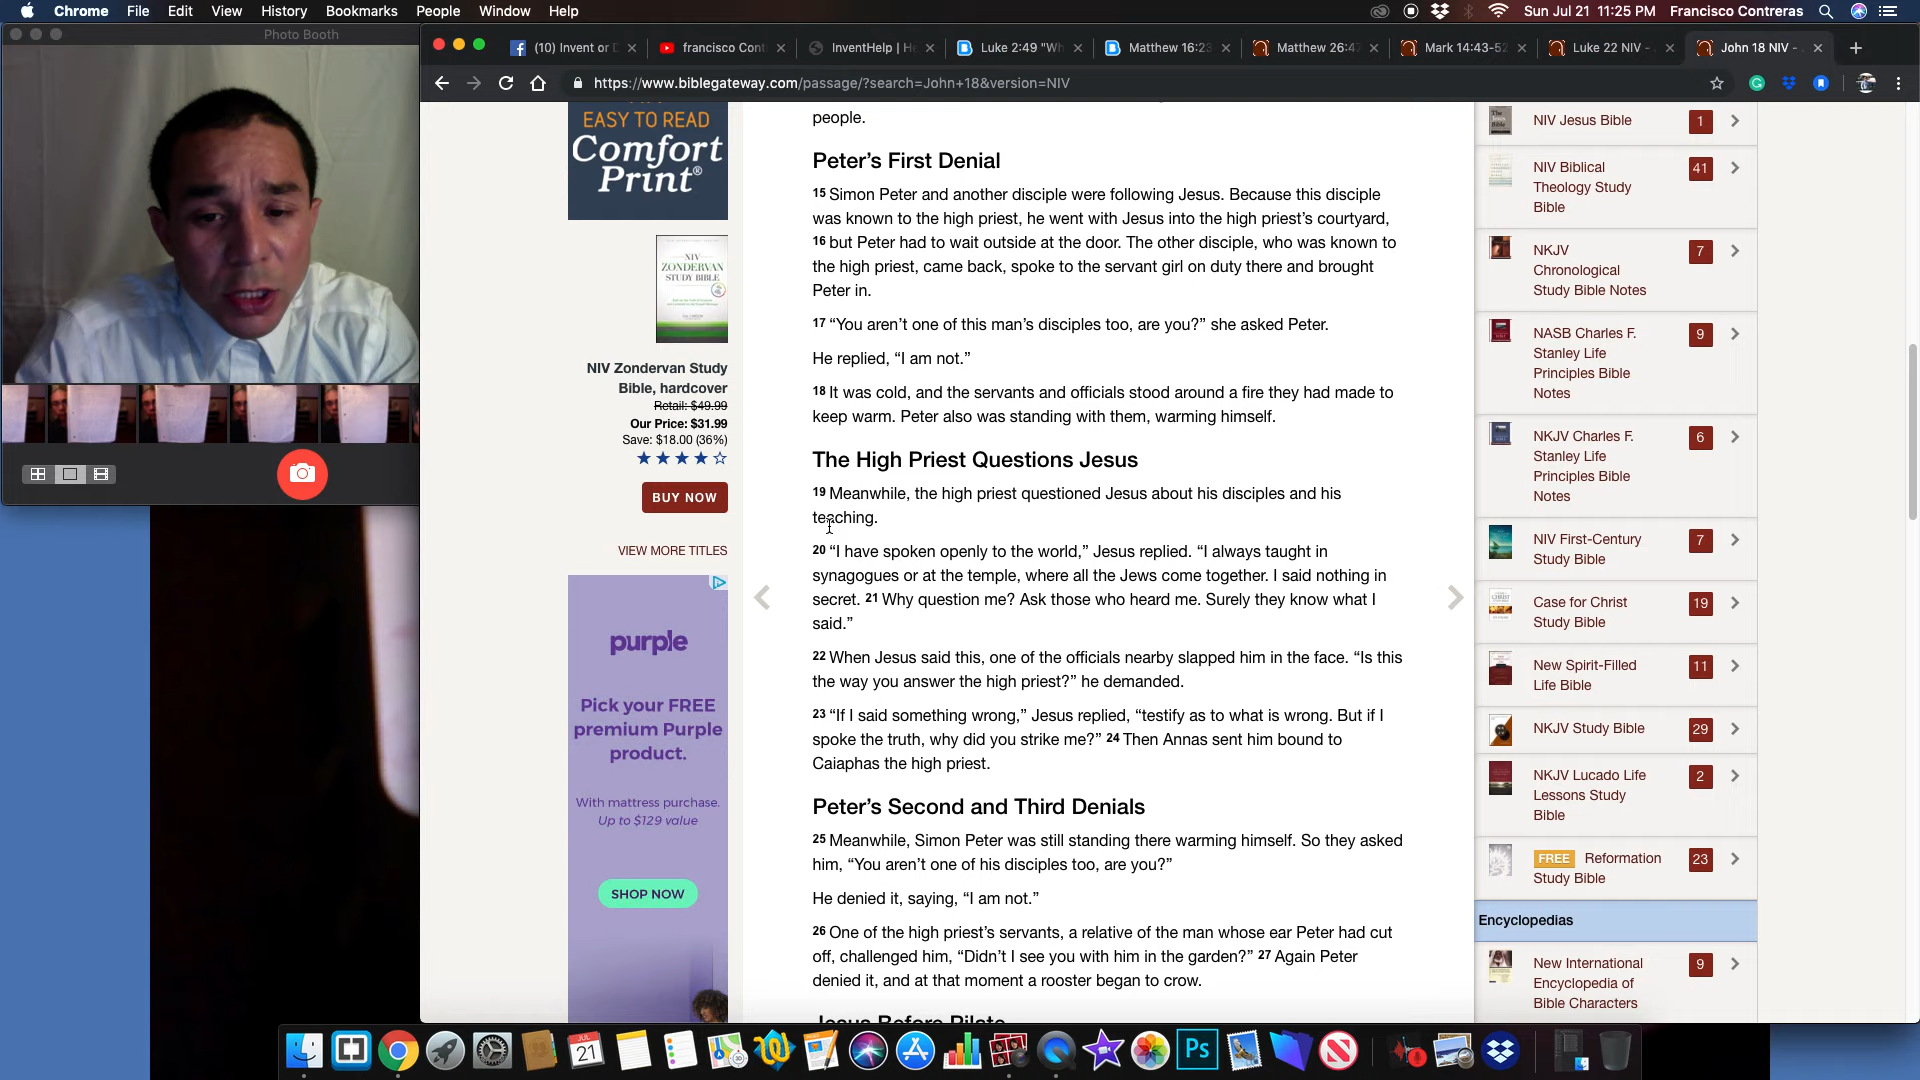 Chrome File Edit View History Bookmarks People Window Help
Sun Jul 21 11:25 PM Francisco Contreras
Photo Booth
(10) Invent or D
francisco Cont
InventHelp | He
Luke 2:49 "Wh
Matthew 16:23
Matthew 26:47
Mark 14:43-52
Luke 22 NIV -
John 18 NIV -
https://www.biblegateway.com/passage/?search=John+18&version=NIV
EASY TO READ
Comfort
Print®
NIV
ZONDERVAN
STUDY BIBLE
NIV Zondervan Study
Bible, hardcover
Retail: $49.99
Our Price: $31.99
Save: $18.00 (36%)
BUY NOW
VIEW MORE TITLES
purple
Pick your FREE
premium Purple
product.
With mattress purchase.
Up to $129 value
SHOP NOW
people.
Peter’s First Denial
15 Simon Peter and another disciple were following Jesus. Because this disciple
was known to the high priest, he went with Jesus into the high priest’s courtyard,
16 but Peter had to wait outside at the door. The other disciple, who was known to
the high priest, came back, spoke to the servant girl on duty there and brought
Peter in.
17 “You aren’t one of this man’s disciples too, are you?” she asked Peter.
He replied, “I am not.”
18 It was cold, and the servants and officials stood around a fire they had made to
keep warm. Peter also was standing with them, warming himself.
The High Priest Questions Jesus
19 Meanwhile, the high priest questioned Jesus about his disciples and his
teaching.
20 “I have spoken openly to the world,” Jesus replied. “I always taught in
synagogues or at the temple, where all the Jews come together. I said nothing in
secret. 21 Why question me? Ask those who heard me. Surely they know what I
said.”
22 When Jesus said this, one of the officials nearby slapped him in the face. “Is this
the way you answer the high priest?” he demanded.
23 “If I said something wrong,” Jesus replied, “testify as to what is wrong. But if I
spoke the truth, why did you strike me?” 24 Then Annas sent him bound to
Caiaphas the high priest.
Peter’s Second and Third Denials
25 Meanwhile, Simon Peter was still standing there warming himself. So they asked
him, “You aren’t one of his disciples too, are you?”
He denied it, saying, “I am not.”
26 One of the high priest’s servants, a relative of the man whose ear Peter had cut
off, challenged him, “Didn’t I see you with him in the garden?” 27 Again Peter
denied it, and at that moment a rooster began to crow.
Jesus Before Pilate
NIV Jesus Bible 1
NIV Biblical 41
Theology Study
Bible
NKJV 7
Chronological
Study Bible Notes
NASB Charles F. 9
Stanley Life
Principles Bible
Notes
NKJV Charles F. 6
Stanley Life
Principles Bible
Notes
NIV First-Century 7
Study Bible
Case for Christ 19
Study Bible
New Spirit-Filled 11
Life Bible
NKJV Study Bible 29
NKJV Lucado Life 2
Lessons Study
Bible
FREE Reformation 23
Study Bible
Encyclopedias
New International 9
Encyclopedia of
Bible Characters
JUL
21
Ps